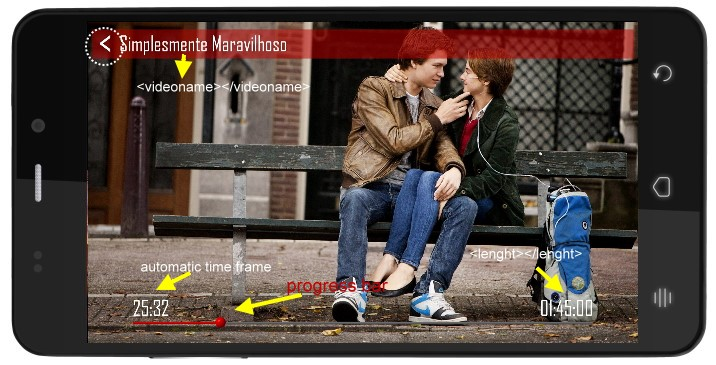 Simplesmente Maravilhoso
<videoname></videoname>
<lenght></lenght>
automatic time frame
progress bar
25:32
01:45:00